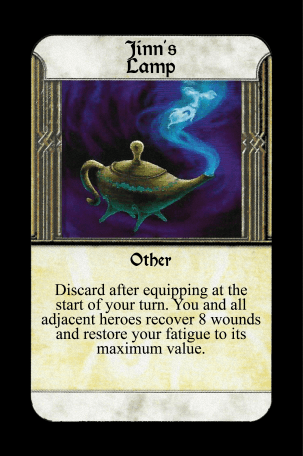 Jinn's
Lamp
Other
Discard after equipping at the
start of your turn. You and all
adjacent heroes recover 8 wounds
and restore your fatigue to its
maximum value.